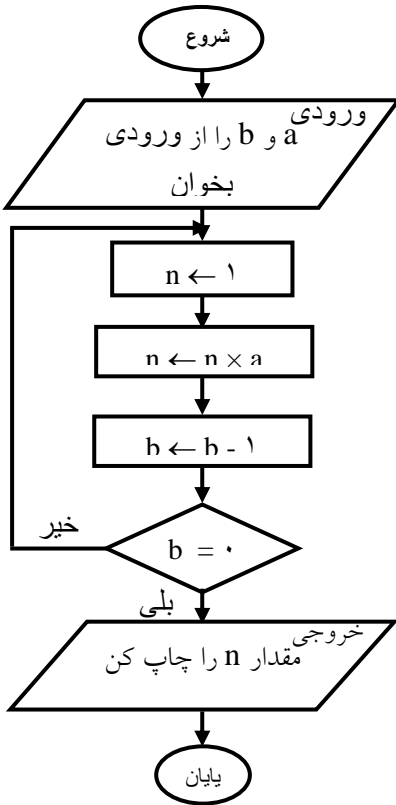 شروع
ورودی
a و b را از ورودی
بخوان
n ← ۱
n ← n × a
b ← b - ۱
خیر
b = ۰
بلی
خروجی
مقدار n را چاپ کن
پایان